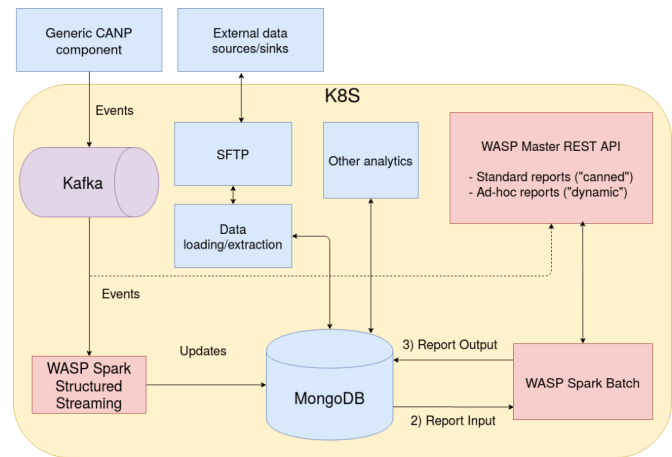 Generic CANP
component
External data
sources/sinks
K8S
Events
Kafka
SFTP
Other analytics
WASP Master REST API
- Standard reports ("canned")
- Ad-hoc reports ("dynamic")
Data
loading/extraction
Events
WASP Spark
Structured
Streaming
Updates
MongoDB
3) Report Output
2) Report Input
WASP Spark Batch